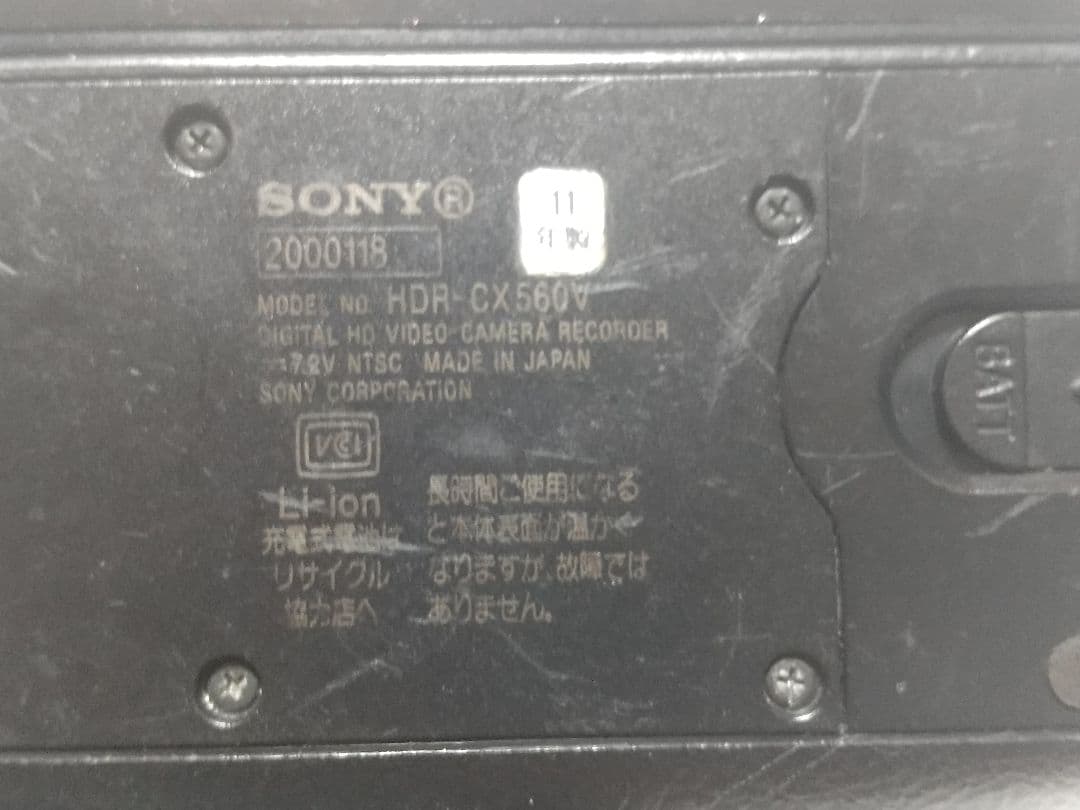 SONY®
11
年製
2000118
MODEL NO. HDR-CX560V
DIGITAL HD VIDEO CAMERA RECORDER
⎓7.2V NTSC MADE IN JAPAN
SONY CORPORATION
VCI
Li-ion
充電式電池は
リサイクル
協力店へ
長時間ご使用になる
と本体表面が温かく
なりますが、故障では
ありません。
BATT